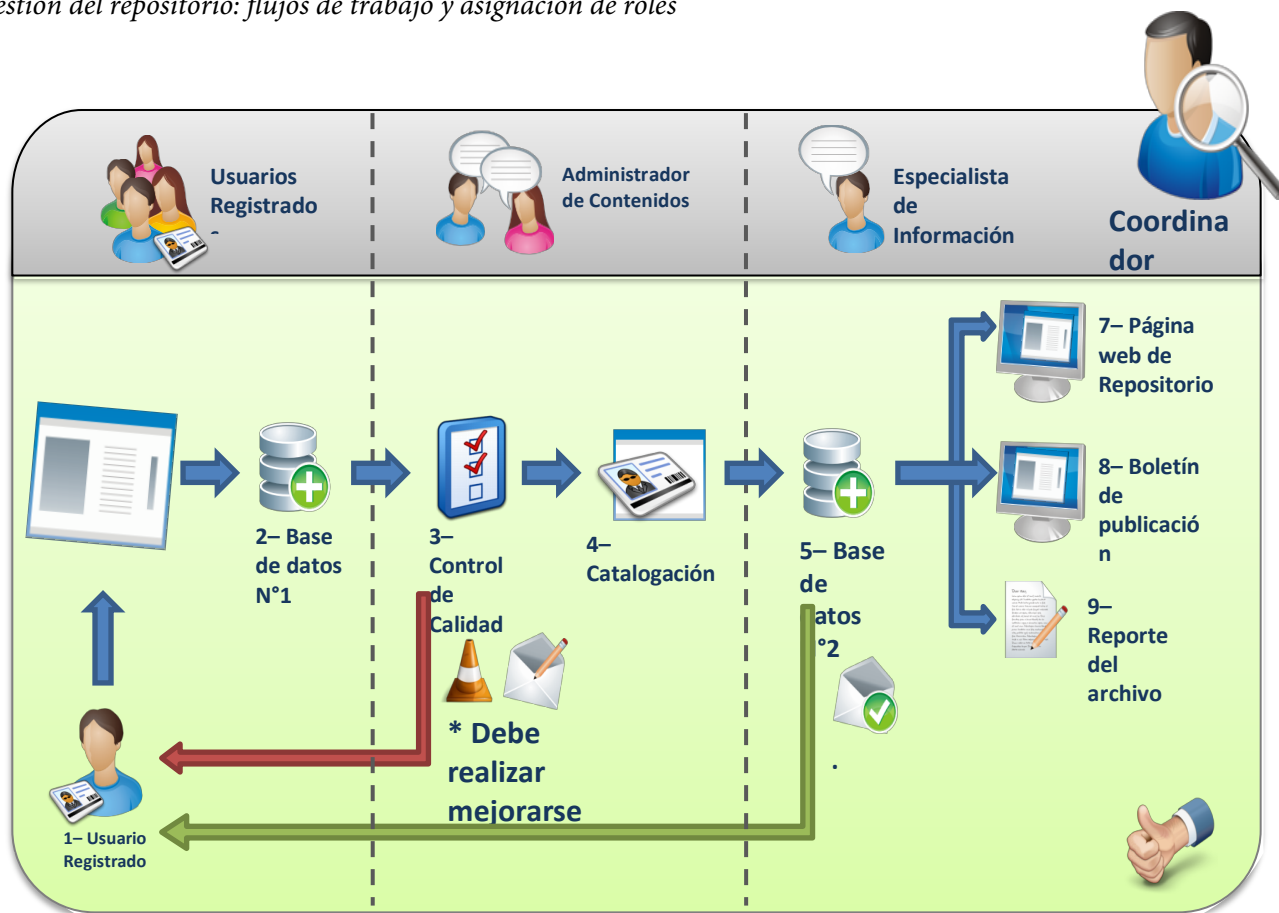 estión del repositorio: flujos de trabajo y asignación de roles
Usuarios
Registrado
Administrador
de Contenidos
Especialista
de
Información
Coordina
dor
7– Página
web de
Repositorio
8– Boletín
de
publicació
n
9–
Reporte
del
archivo
2– Base
de datos
N°1
3–
Control
de
Calidad
4–
Catalogación
5– Base
de
atos
°2
* Debe
realizar
mejorarse
.
1– Usuario
Registrado